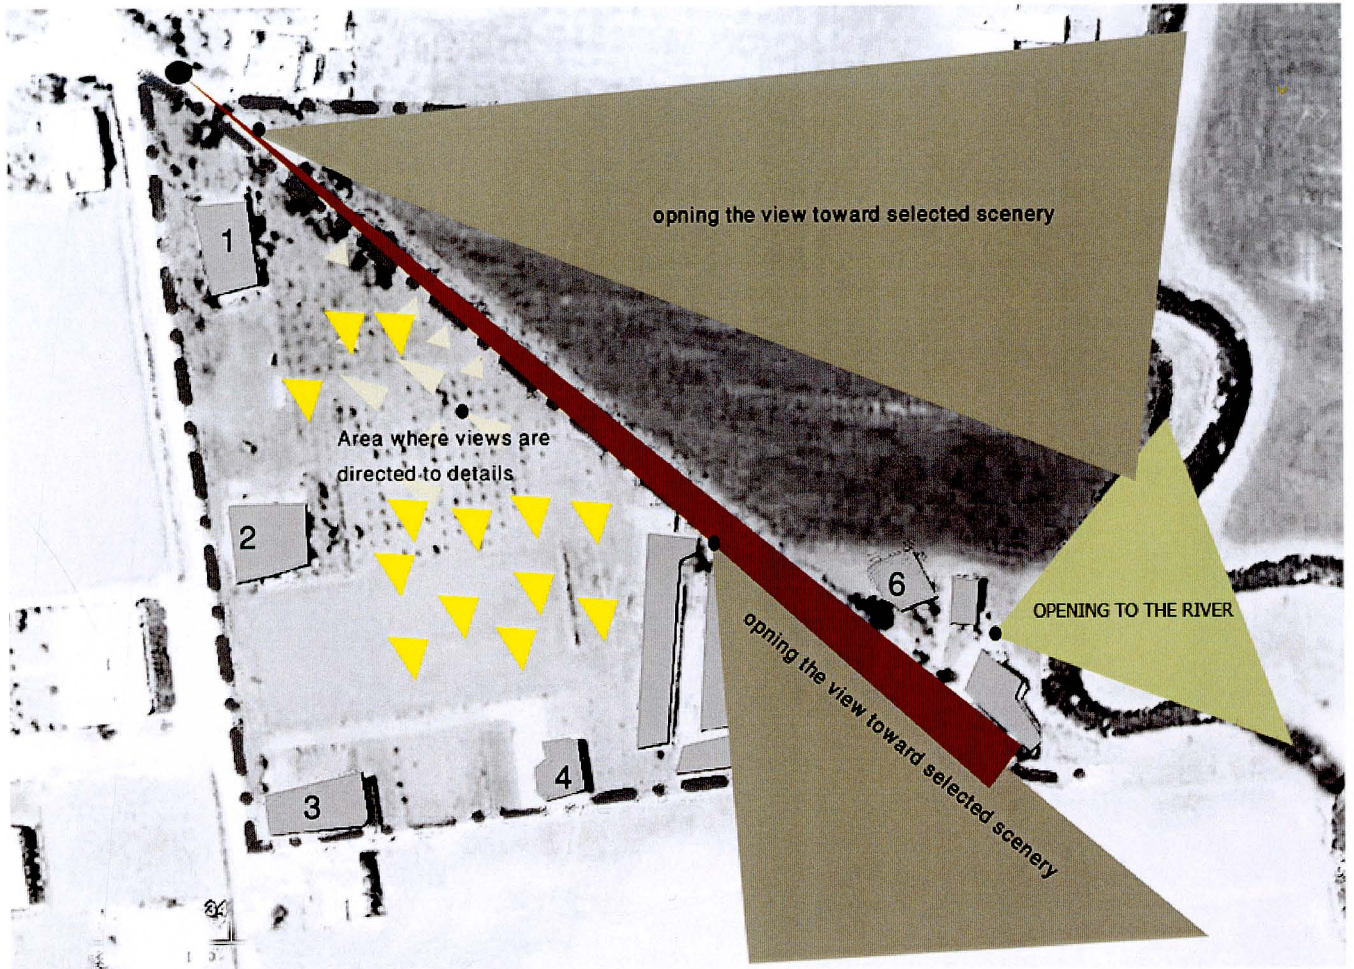 opning the view toward selected scenery
1
Area where views are
directed to details
2
6
OPENING TO THE RIVER
opning the view toward selected scenery
4
3
34